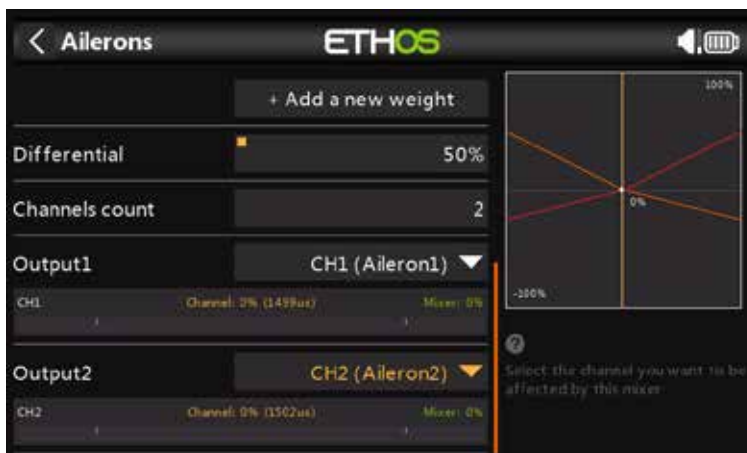 Ailerons
ETHOS
+ Add a new weight
Differential
50%
Channels count
2
Output1
CH1 (Aileron1)
CH1
Channel: 0% (1499us)
Mixer: 0%
Output2
CH2 (Aileron2)
CH2
Channel: 0% (1502us)
Mixer: 0%
100%
0%
-100%
?
Select the channel you want to be
affected by this mixer